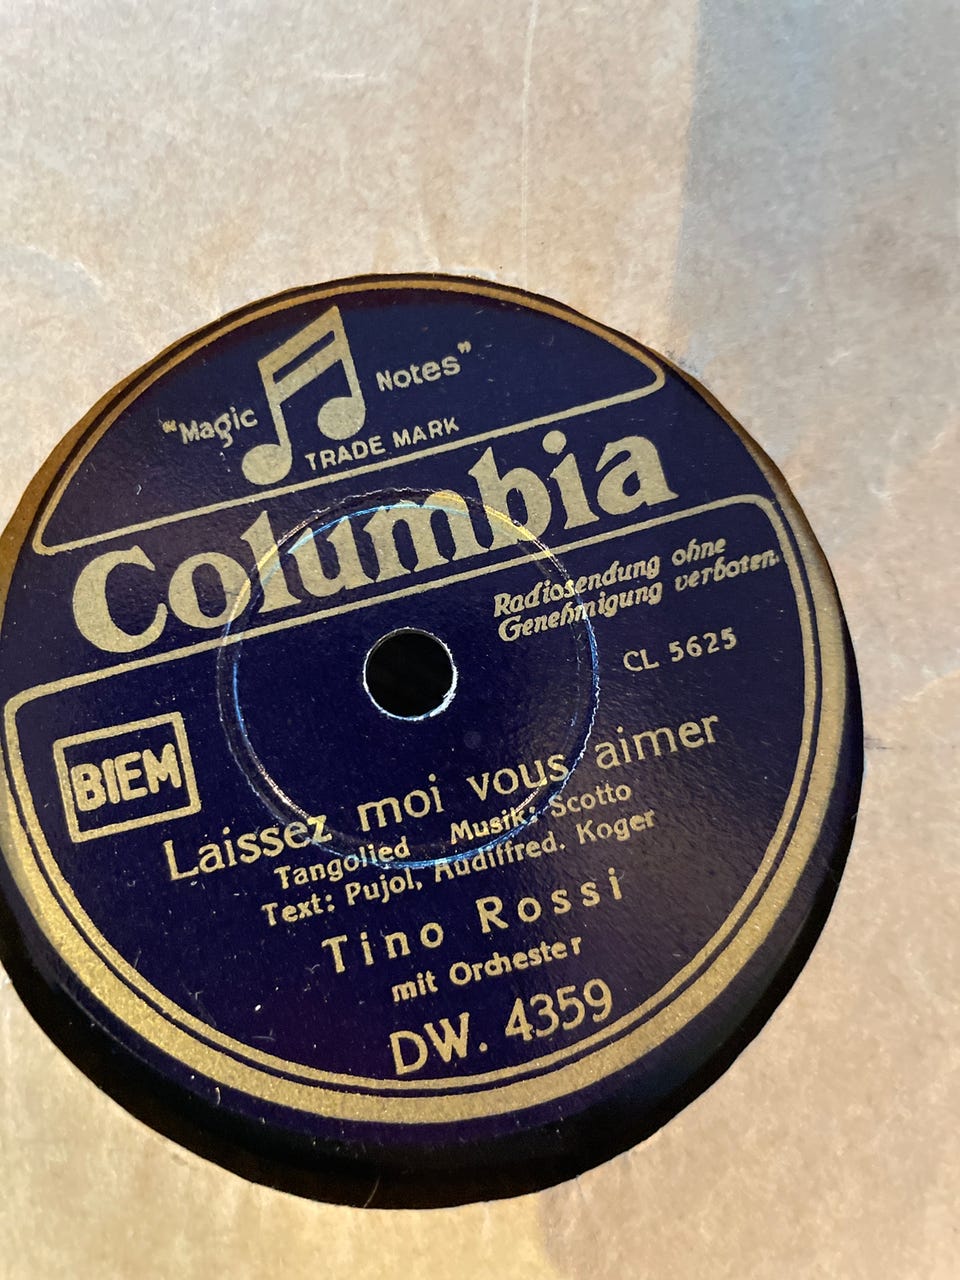 "Magic Notes"
TRADE MARK
Columbia
Radiosendung ohne
Genehmigung verboten.
CL 5625
BIEM
Laissez moi vous aimer
Tangolied Musik: Scotto
Text: Pujol, Audiffred. Koger
Tino Rossi
mit Orchester
DW. 4359